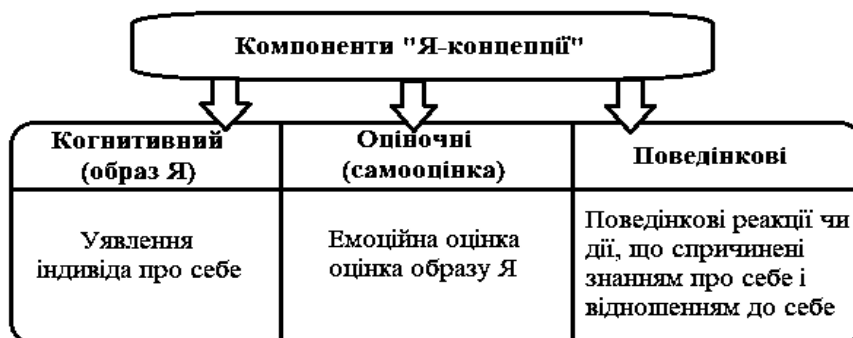 Компоненти "Я-концепції"
Когнитивний
(образ Я)
Оціночні
(самооцінка)
Поведінкові
Уявлення
індивіда про себе
Емоційна оцінка
оцінка образу Я
Поведінкові реакції чи
дії, що спричинені
знанням про себе і
відношенням до себе